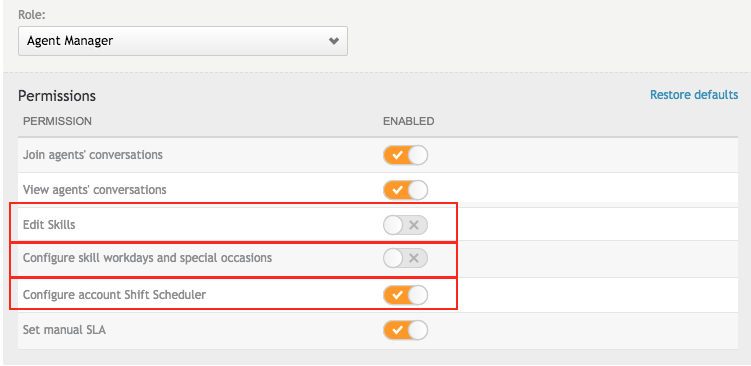 Role:
Agent Manager
Permissions
Restore defaults
PERMISSION ENABLED
Join agents' conversations
View agents' conversations
Edit Skills
Configure skill workdays and special occasions
Configure account Shift Scheduler
Set manual SLA